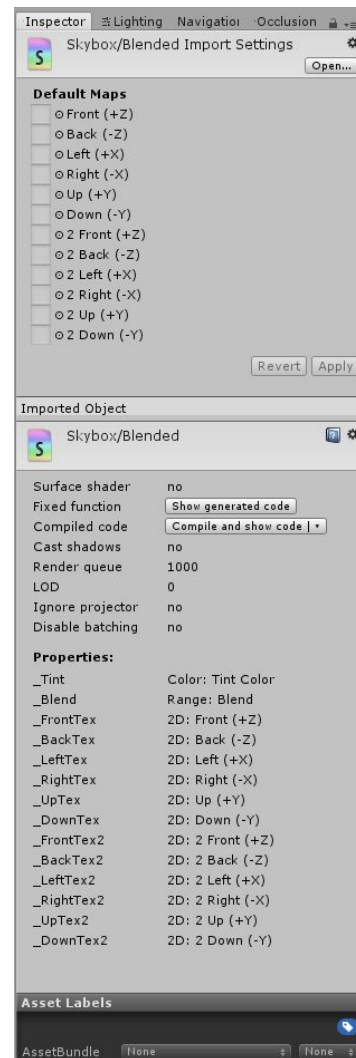 Inspector Lighting Navigation Occlusion
Skybox/Blended Import Settings
S
Open...
Default Maps
Front (+Z)
Back (-Z)
Left (+X)
Right (-X)
Up (+Y)
Down (-Y)
2 Front (+Z)
2 Back (-Z)
2 Left (+X)
2 Right (-X)
2 Up (+Y)
2 Down (-Y)
Revert Apply
Imported Object
Skybox/Blended
S
Surface shader no
Fixed function Show generated code
Compiled code Compile and show code
Cast shadows no
Render queue 1000
LOD 0
Ignore projector no
Disable batching no
Properties:
_Tint Color: Tint Color
_Blend Range: Blend
_FrontTex 2D: Front (+Z)
_BackTex 2D: Back (-Z)
_LeftTex 2D: Left (+X)
_RightTex 2D: Right (-X)
_UpTex 2D: Up (+Y)
_DownTex 2D: Down (-Y)
_FrontTex2 2D: 2 Front (+Z)
_BackTex2 2D: 2 Back (-Z)
_LeftTex2 2D: 2 Left (+X)
_RightTex2 2D: 2 Right (-X)
_UpTex2 2D: 2 Up (+Y)
_DownTex2 2D: 2 Down (-Y)
Asset Labels
AssetBundle None None